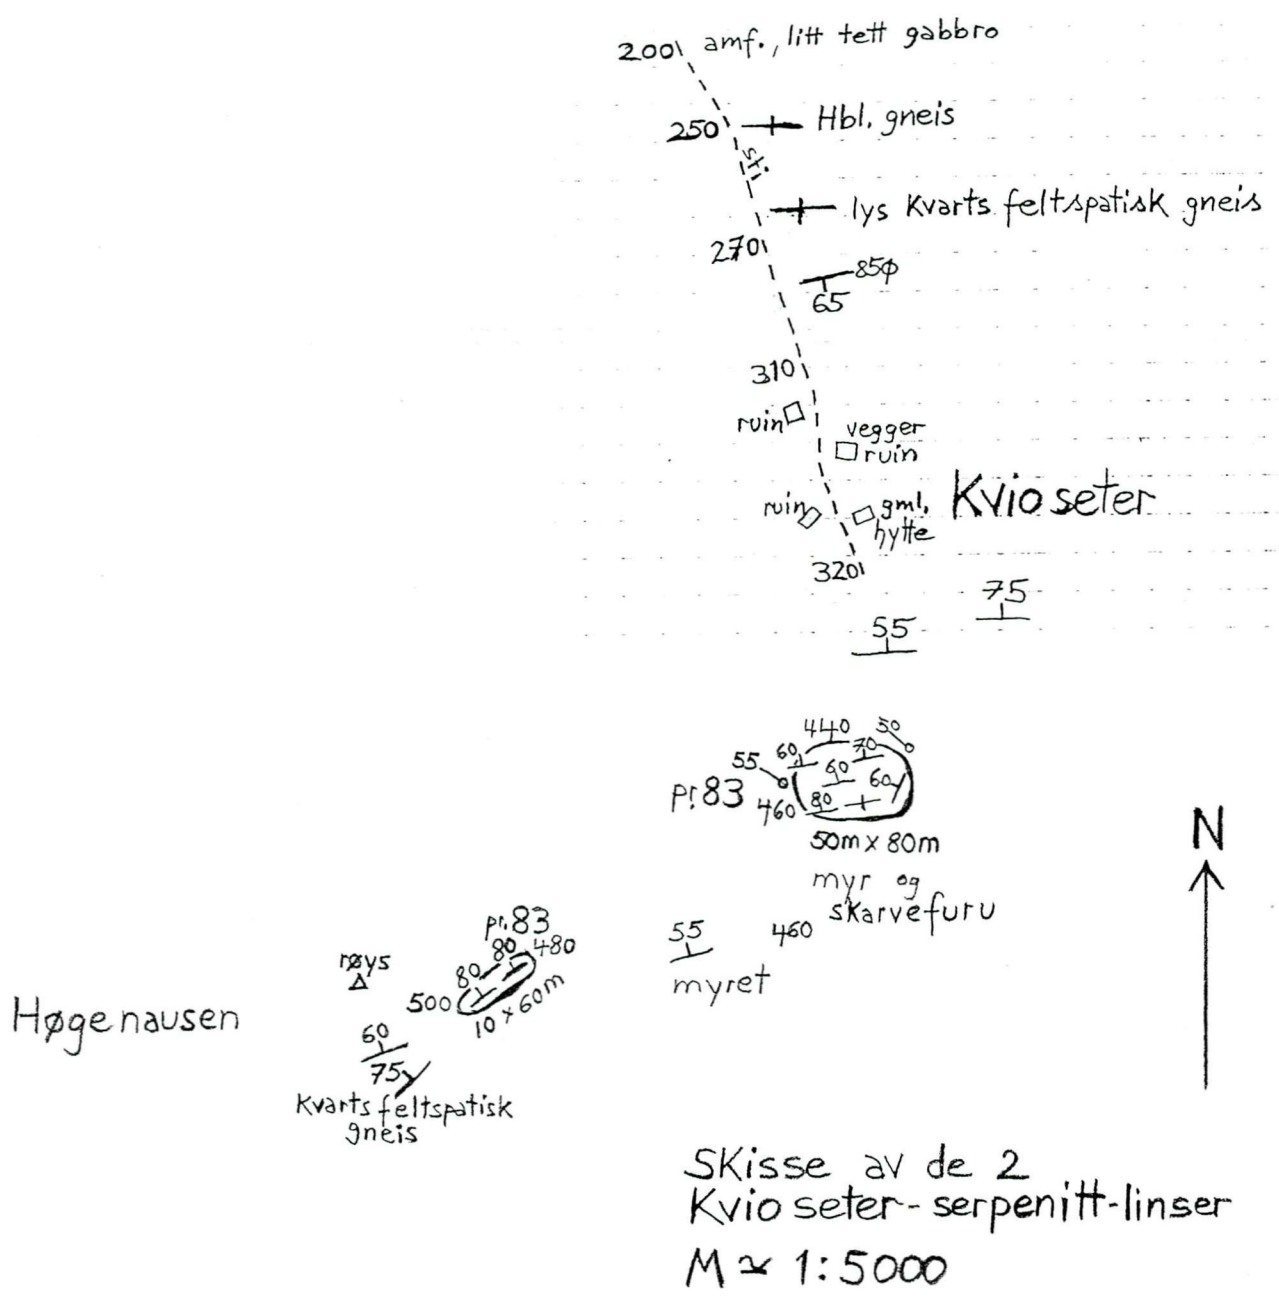 200 amf., litt tett gabbro
250 Hbl. gneis
sti
lys Kvarts feltspatisk gneis
270
85φ
65
310
ruin
vegger
ruin
ruin
gml.
hytte
Kvio seter
320
75
55
440
50
60
70
55
60
60
pr. 83
460
80
50m x 80m
myr og
skarvefuru
55
460
myret
pr. 83
80
480
røys
80
500
10 x 60m
Høgenausen
60
75
Kvarts feltspatisk
gneis
N
Skisse av de 2
Kvio seter-serpenitt-linser
M ≃ 1:5000